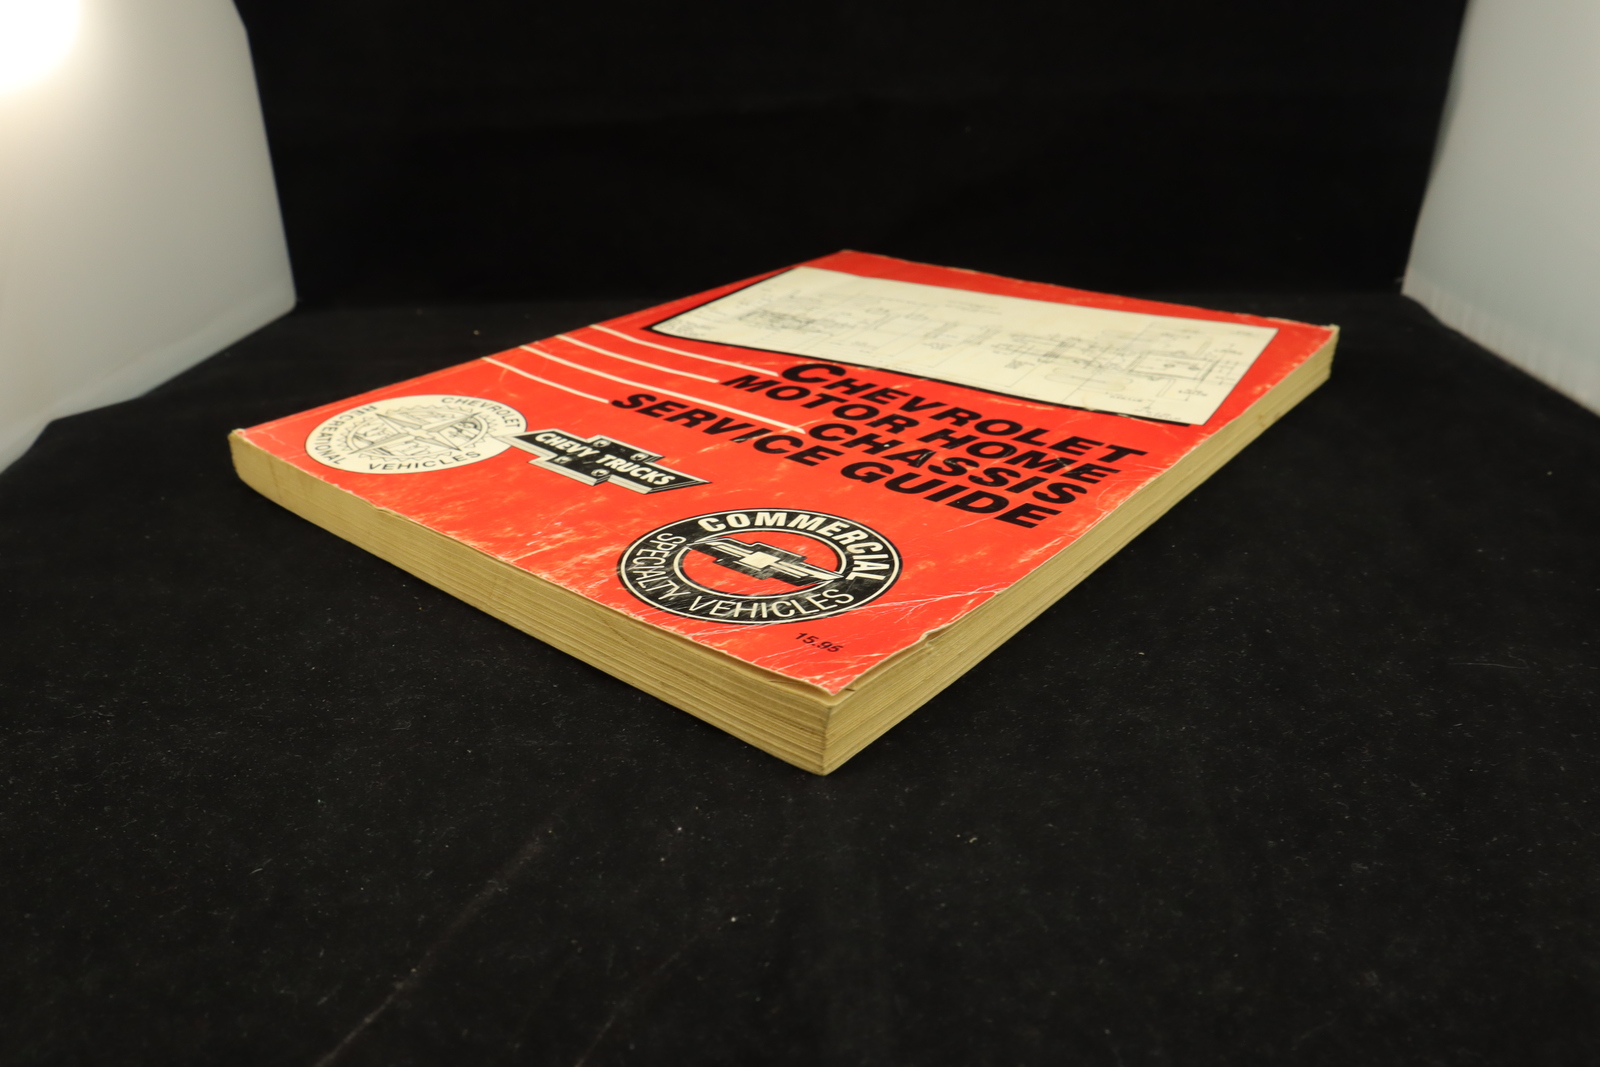 CHEVROLET
MOTOR HOME
CHASSIS
SERVICE GUIDE
CHEVROLET
RECREATIONAL
VEHICLES
CHEVY TRUCKS
COMMERCIAL
SPECIALTY VEHICLES
15.95